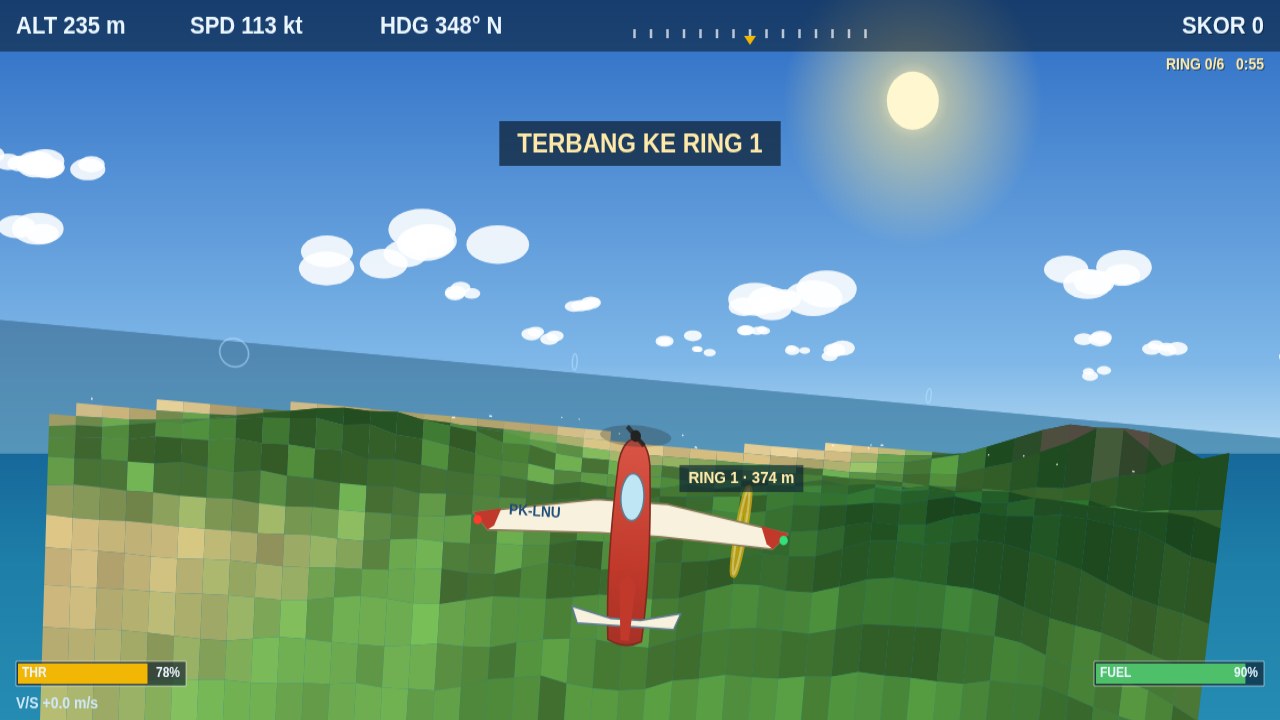 ALT 235 m SPD 113 kt HDG 348° N SKOR 0
RING 0/6 0:55
TERBANG KE RING 1
RING 1 · 374 m
PK-LNU
THR 78%
FUEL 90%
V/S +0.0 m/s